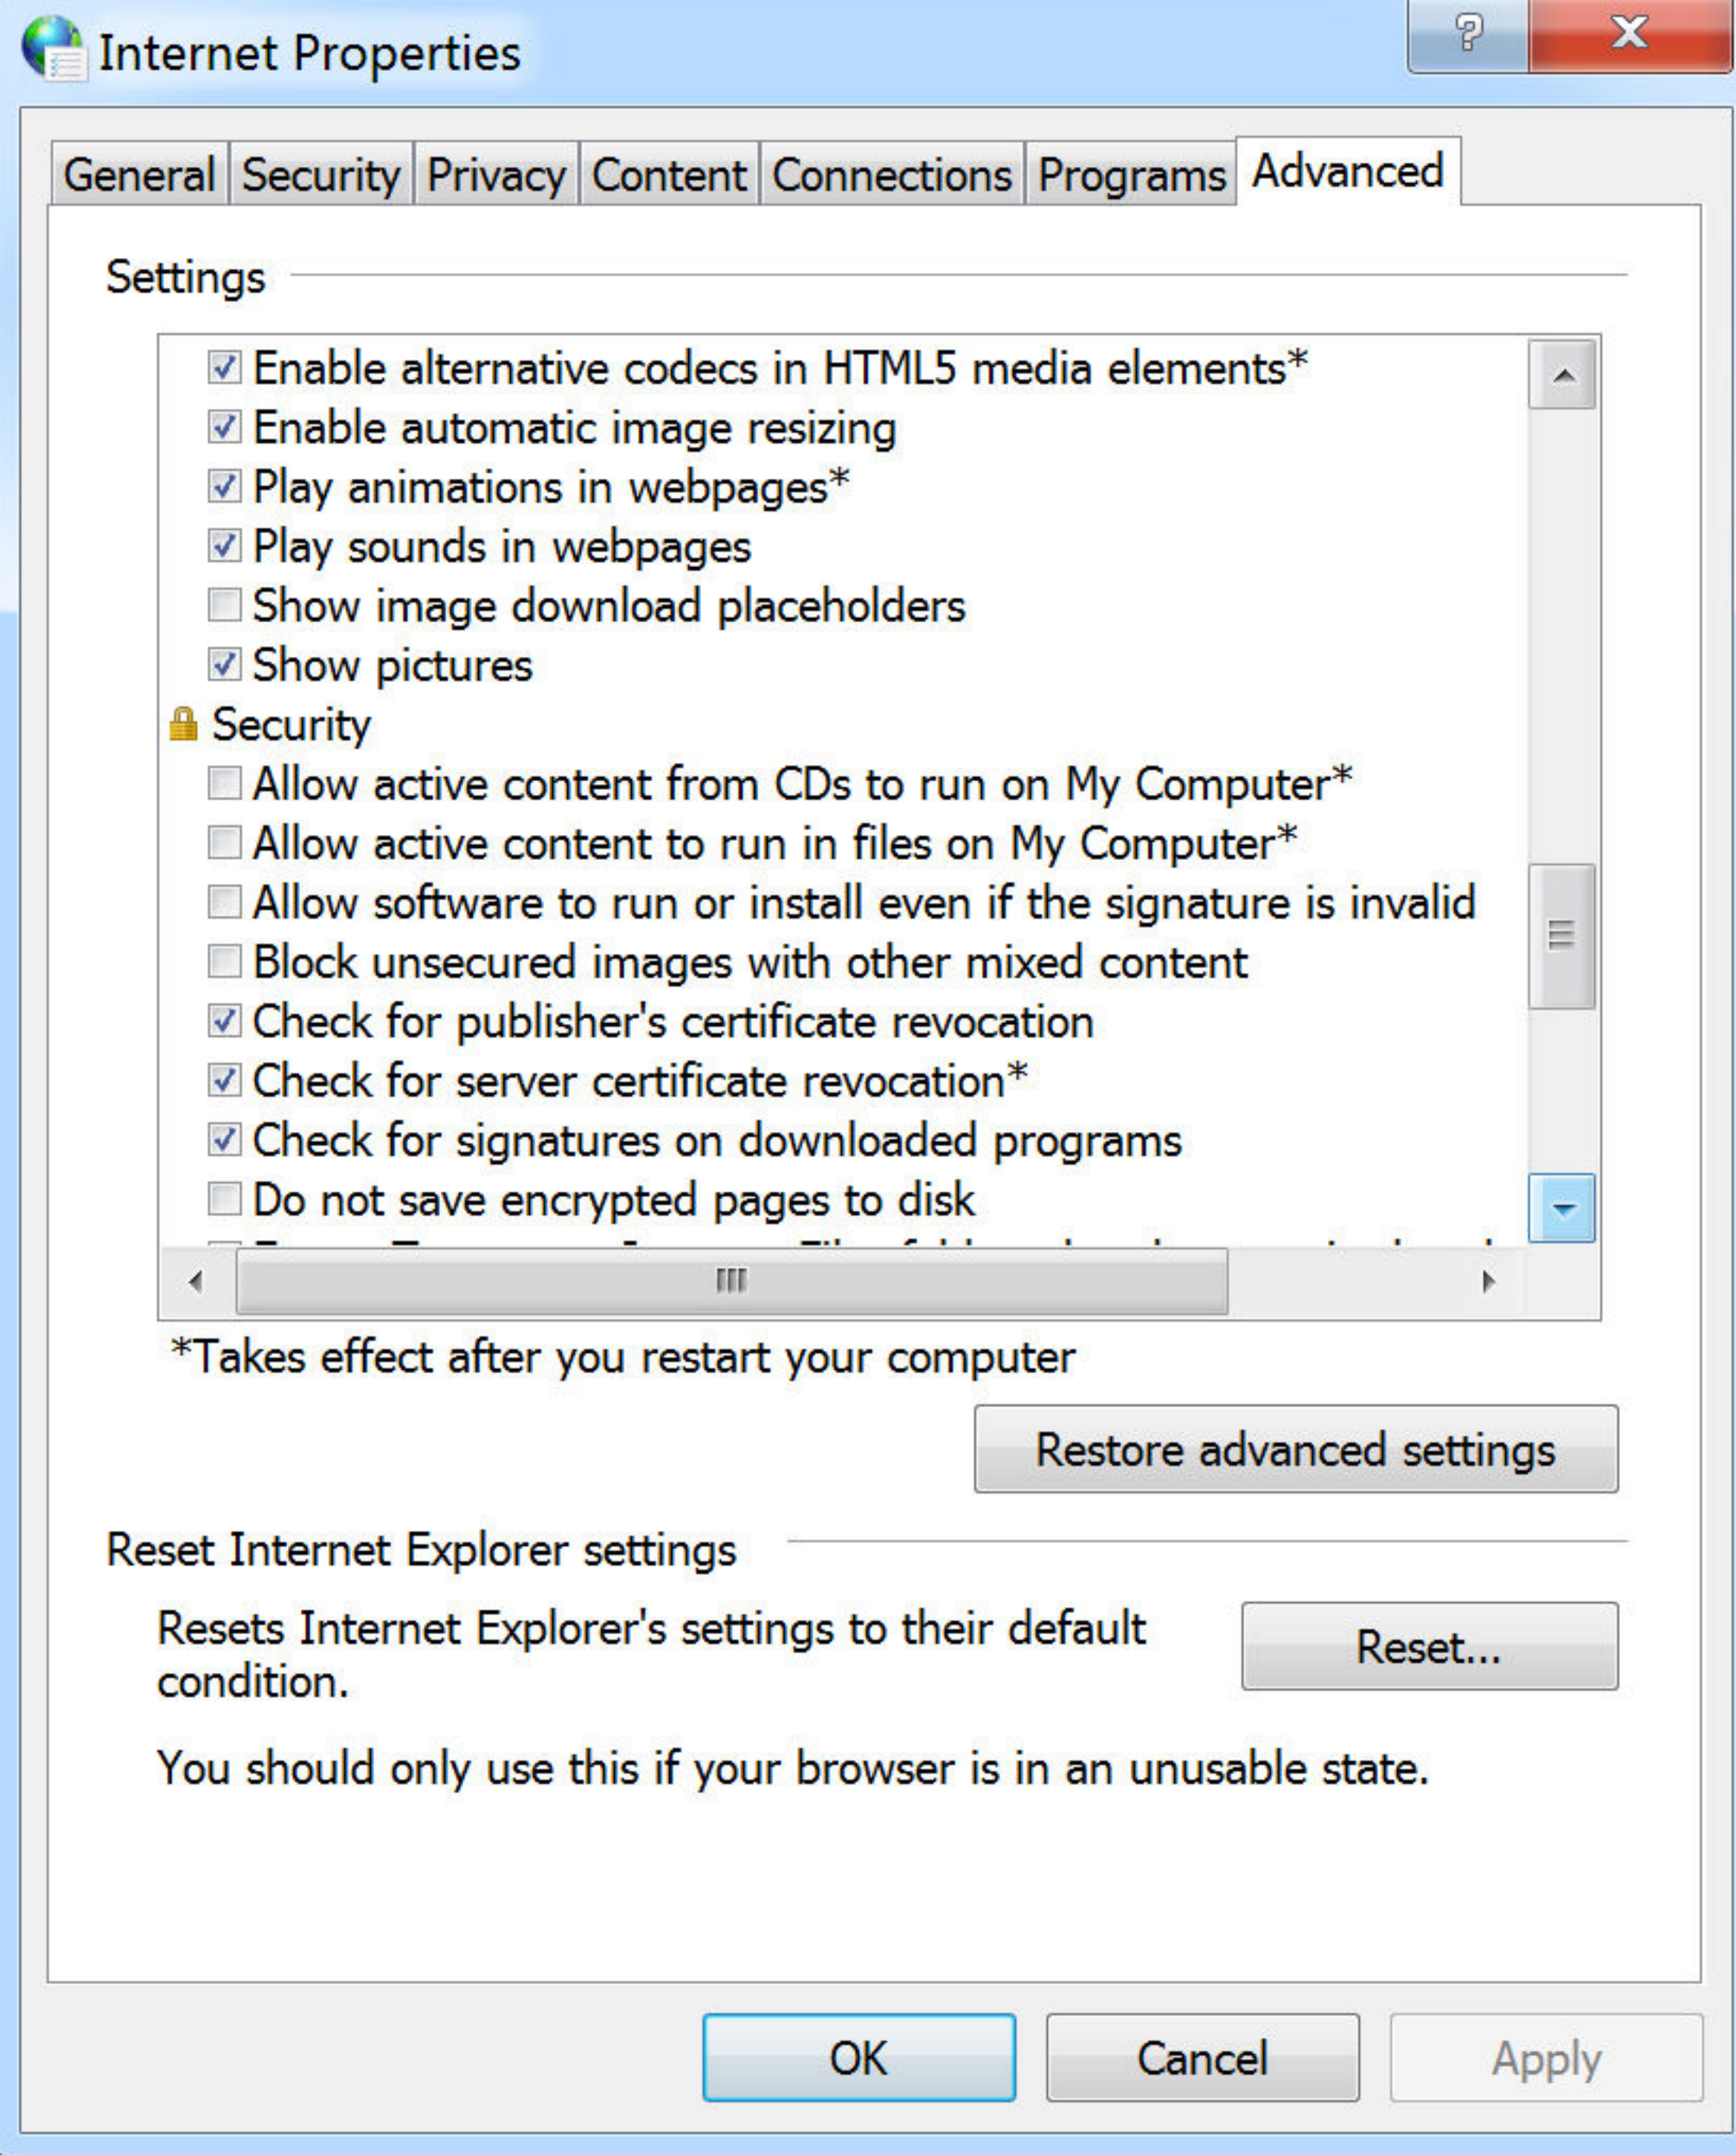 Internet Properties
General Security Privacy Content Connections Programs Advanced
Settings
Enable alternative codecs in HTML5 media elements*
Enable automatic image resizing
Play animations in webpages*
Play sounds in webpages
Show image download placeholders
Show pictures
Security
Allow active content from CDs to run on My Computer*
Allow active content to run in files on My Computer*
Allow software to run or install even if the signature is invalid
Block unsecured images with other mixed content
Check for publisher's certificate revocation
Check for server certificate revocation*
Check for signatures on downloaded programs
Do not save encrypted pages to disk
*Takes effect after you restart your computer
Restore advanced settings
Reset Internet Explorer settings
Resets Internet Explorer's settings to their default
condition.
Reset...
You should only use this if your browser is in an unusable state.
OK Cancel Apply